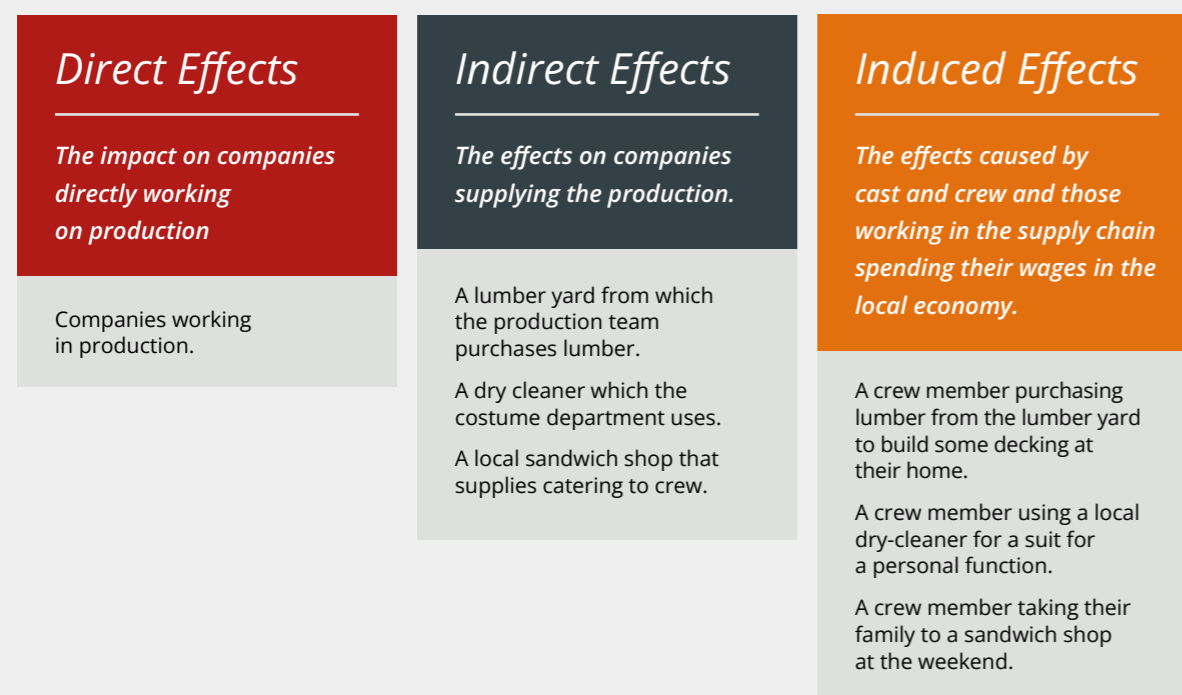 Direct Effects
The impact on companies
directly working
on production
Companies working
in production.
Indirect Effects
The effects on companies
supplying the production.
A lumber yard from which
the production team
purchases lumber.
A dry cleaner which the
costume department uses.
A local sandwich shop that
supplies catering to crew.
Induced Effects
The effects caused by
cast and crew and those
working in the supply chain
spending their wages in the
local economy.
A crew member purchasing
lumber from the lumber yard
to build some decking at
their home.
A crew member using a local
dry-cleaner for a suit for
a personal function.
A crew member taking their
family to a sandwich shop
at the weekend.